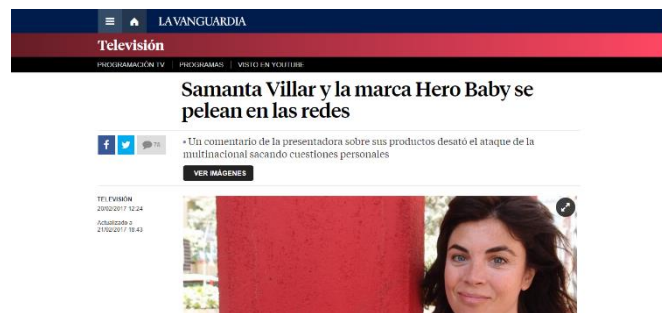 LA VANGUARDIA
Televisión
PROGRAMACIÓN TV | PROGRAMAS | VISTO EN YOUTUBE
Samanta Villar y la marca Hero Baby se
pelean en las redes
• Un comentario de la presentadora sobre sus productos desató el ataque de la
multinacional sacando cuestiones personales
VER IMÁGENES
TELEVISIÓN
20/02/2017 12:24
Actualizado a
21/02/2017 18:43